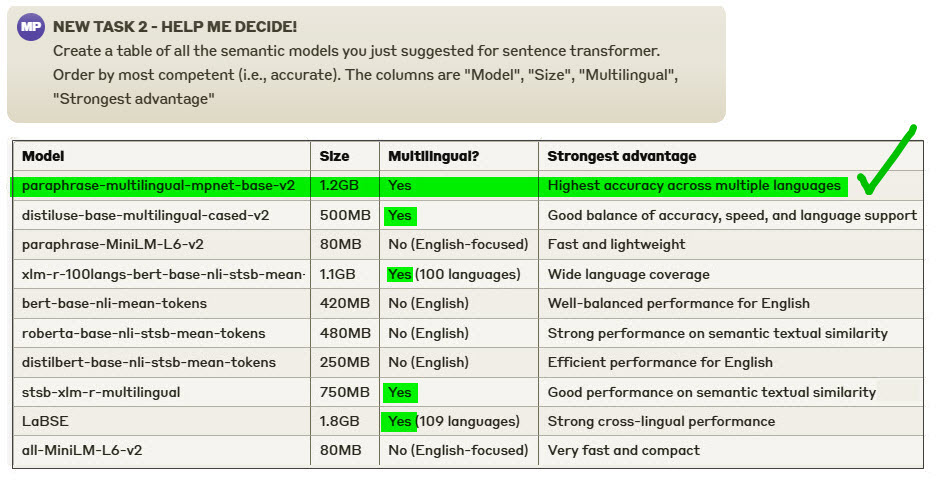 MP NEW TASK 2 - HELP ME DECIDE!
Create a table of all the semantic models you just suggested for sentence transformer.
Order by most competent (i.e., accurate). The columns are "Model", "Size", "Multilingual",
"Strongest advantage"
Model Size Multilingual? Strongest advantage
paraphrase-multilingual-mpnet-base-v2 1.2GB Yes Highest accuracy across multiple languages
distiluse-base-multilingual-cased-v2 500MB Yes Good balance of accuracy, speed, and language support
paraphrase-MiniLM-L6-v2 80MB No (English-focused) Fast and lightweight
xlm-r-100langs-bert-base-nli-stsb-mean- 1.1GB Yes (100 languages) Wide language coverage
bert-base-nli-mean-tokens 420MB No (English) Well-balanced performance for English
roberta-base-nli-stsb-mean-tokens 480MB No (English) Strong performance on semantic textual similarity
distilbert-base-nli-stsb-mean-tokens 250MB No (English) Efficient performance for English
stsb-xlm-r-multilingual 750MB Yes Good performance on semantic textual similarity
LaBSE 1.8GB Yes (109 languages) Strong cross-lingual performance
all-MiniLM-L6-v2 80MB No (English-focused) Very fast and compact